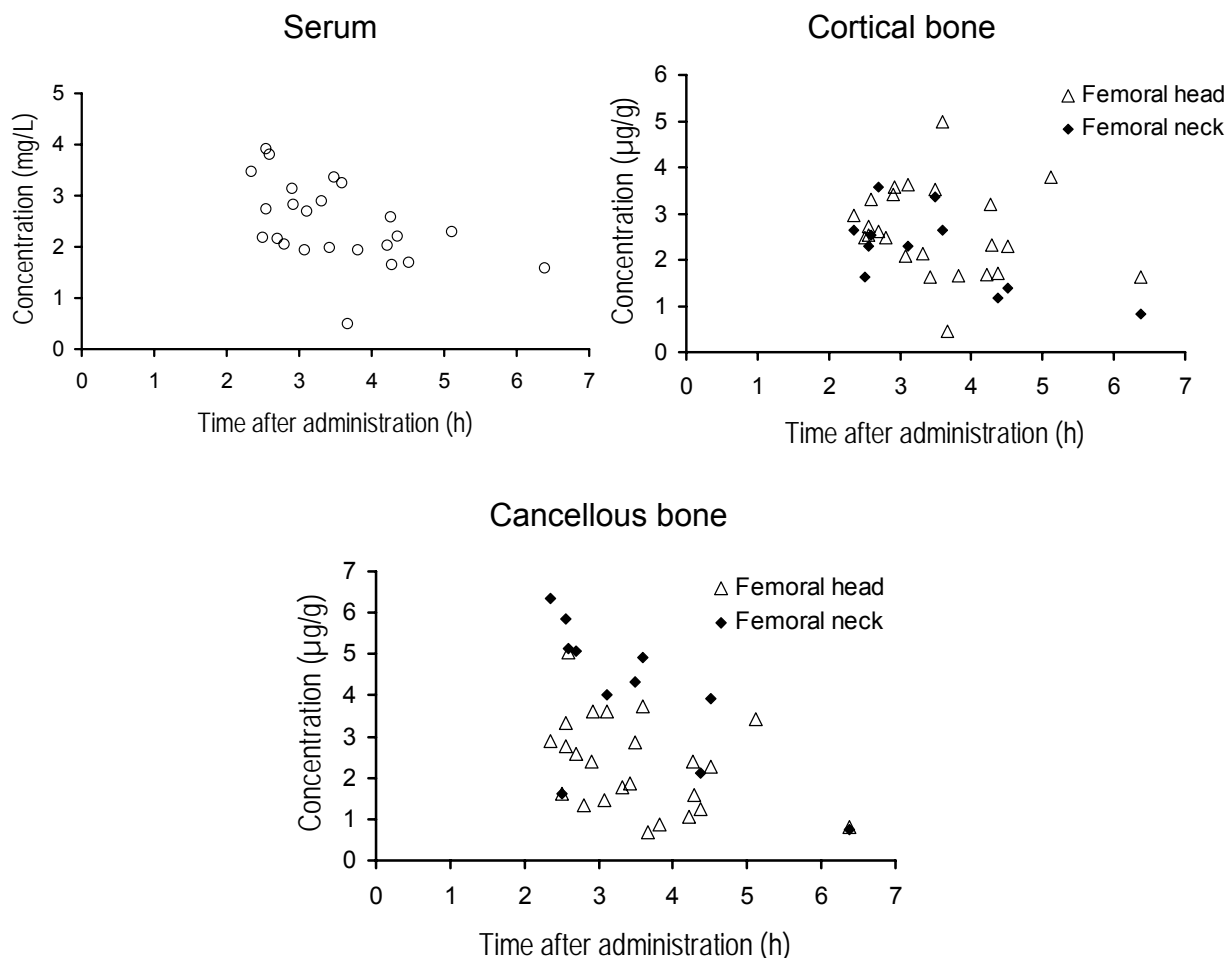 Serum
Concentration (mg/L)
5
4
3
2
1
0
0 1 2 3 4 5 6 7
Time after administration (h)
Cortical bone
Concentration (µg/g)
6
5
4
3
2
1
0
0 1 2 3 4 5 6 7
Time after administration (h)
Femoral head
Femoral neck
Cancellous bone
Concentration (µg/g)
7
6
5
4
3
2
1
0
0 1 2 3 4 5 6 7
Time after administration (h)
Femoral head
Femoral neck